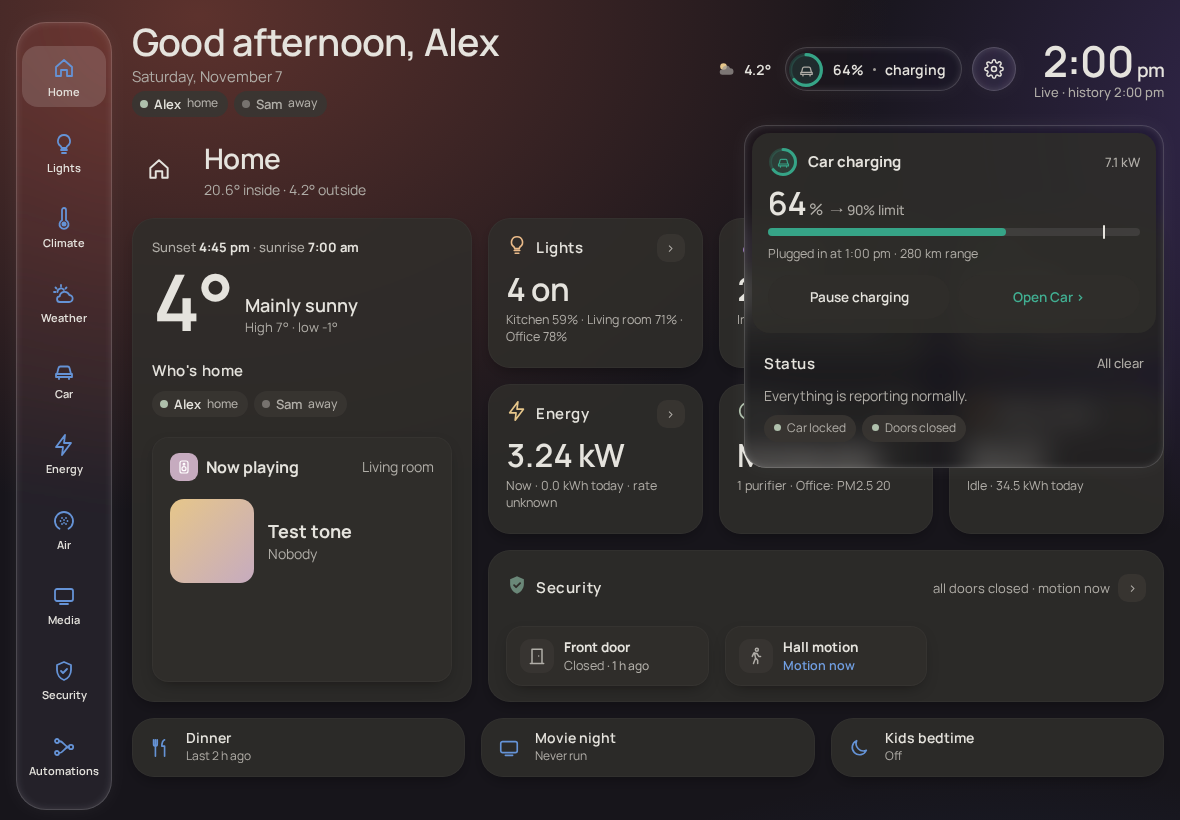 Good afternoon, Alex
Saturday, November 7
Alex home
Sam away
4.2°
64% · charging
2:00 pm
Live · history 2:00 pm
Home
Lights
Climate
Weather
Car
Energy
Air
Media
Security
Automations
Home
20.6° inside · 4.2° outside
Sunset 4:45 pm · sunrise 7:00 am
4°
Mainly sunny
High 7° · low -1°
Who's home
Alex home
Sam away
Now playing
Living room
Test tone
Nobody
Lights
4 on
Kitchen 59% · Living room 71% ·
Office 78%
Energy
3.24 kW
Now · 0.0 kWh today · rate
unknown
Car charging
7.1 kW
64% → 90% limit
Plugged in at 1:00 pm · 280 km range
Pause charging
Open Car ›
Status
All clear
Everything is reporting normally.
Car locked
Doors closed
1 purifier · Office: PM2.5 20
Idle · 34.5 kWh today
Security
all doors closed · motion now
Front door
Closed · 1 h ago
Hall motion
Motion now
Dinner
Last 2 h ago
Movie night
Never run
Kids bedtime
Off